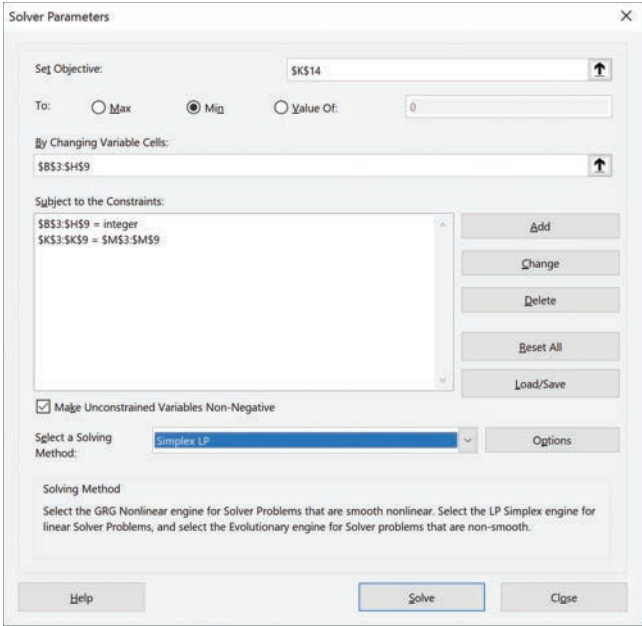 Solver Parameters
Set Objective: $K$14
To: Max Min Value Of: 0
By Changing Variable Cells:
$B$3:$H$9
Subject to the Constraints:
$B$3:$H$9 = integer
$K$3:$K$9 = $M$3:$M$9
Add
Change
Delete
Reset All
Load/Save
Make Unconstrained Variables Non-Negative
Select a Solving
Method:
Simplex LP
Options
Solving Method
Select the GRG Nonlinear engine for Solver Problems that are smooth nonlinear. Select the LP Simplex engine for
linear Solver Problems, and select the Evolutionary engine for Solver problems that are non-smooth.
Help Solve Close